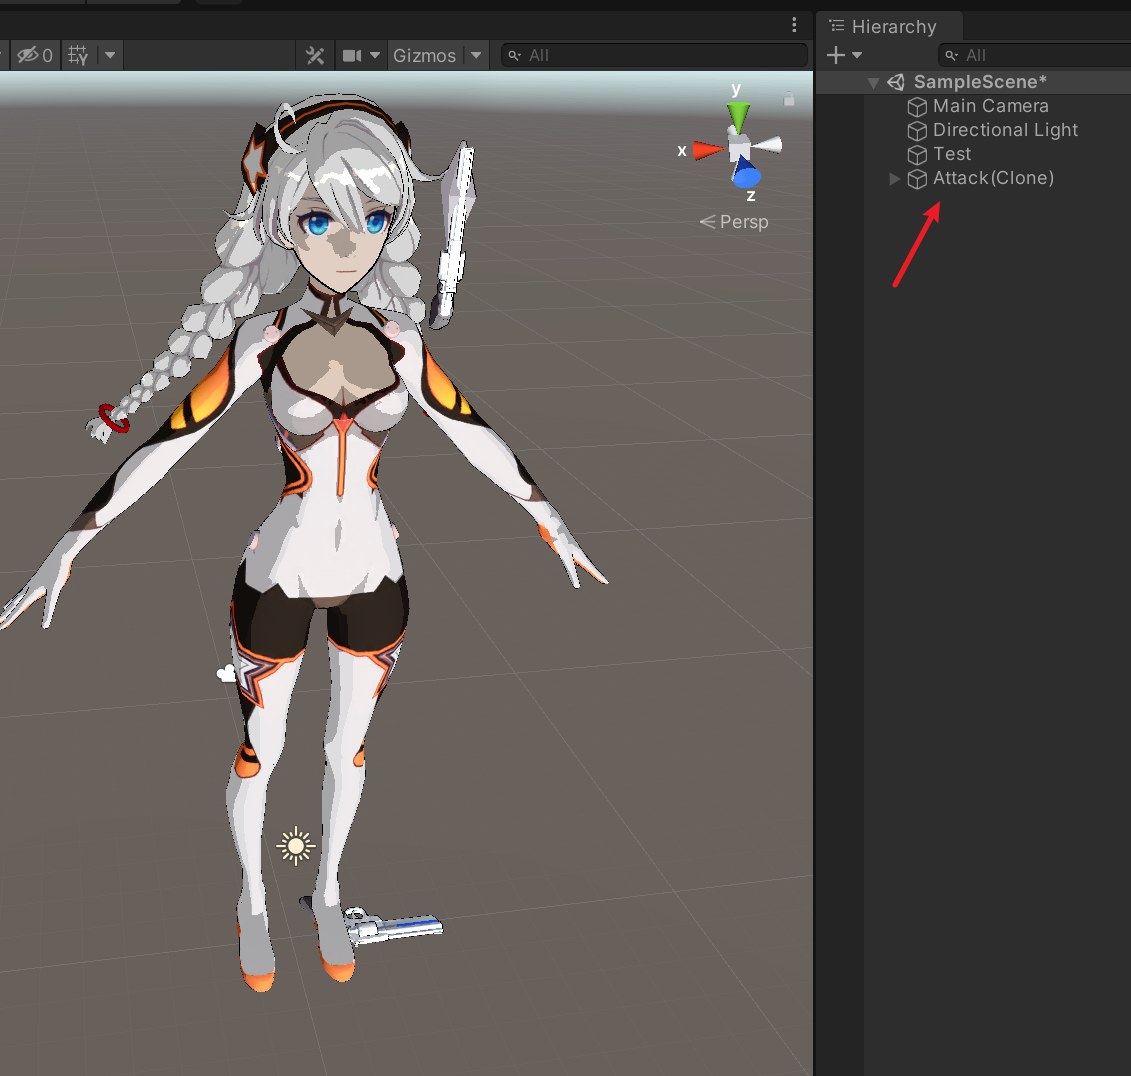 Hierarchy
0
Gizmos
All
All
SampleScene*
Main Camera
Directional Light
Test
Attack(Clone)
y
x
z
Persp